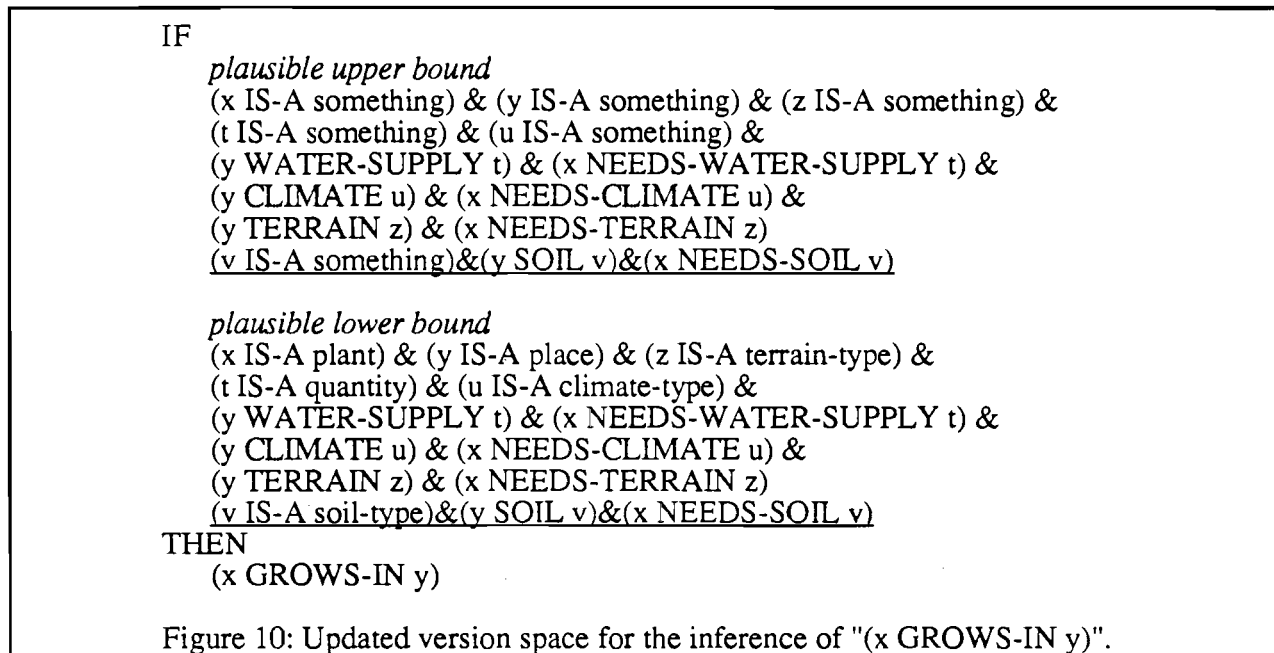 IF
plausible upper bound
(x IS-A something) & (y IS-A something) & (z IS-A something) &
(t IS-A something) & (u IS-A something) &
(y WATER-SUPPLY t) & (x NEEDS-WATER-SUPPLY t) &
(y CLIMATE u) & (x NEEDS-CLIMATE u) &
(y TERRAIN z) & (x NEEDS-TERRAIN z)
(v IS-A something)&(y SOIL v)&(x NEEDS-SOIL v)
plausible lower bound
(x IS-A plant) & (y IS-A place) & (z IS-A terrain-type) &
(t IS-A quantity) & (u IS-A climate-type) &
(y WATER-SUPPLY t) & (x NEEDS-WATER-SUPPLY t) &
(y CLIMATE u) & (x NEEDS-CLIMATE u) &
(y TERRAIN z) & (x NEEDS-TERRAIN z)
(v IS-A soil-type)&(y SOIL v)&(x NEEDS-SOIL v)
THEN
(x GROWS-IN y)
Figure 10: Updated version space for the inference of "(x GROWS-IN y)".